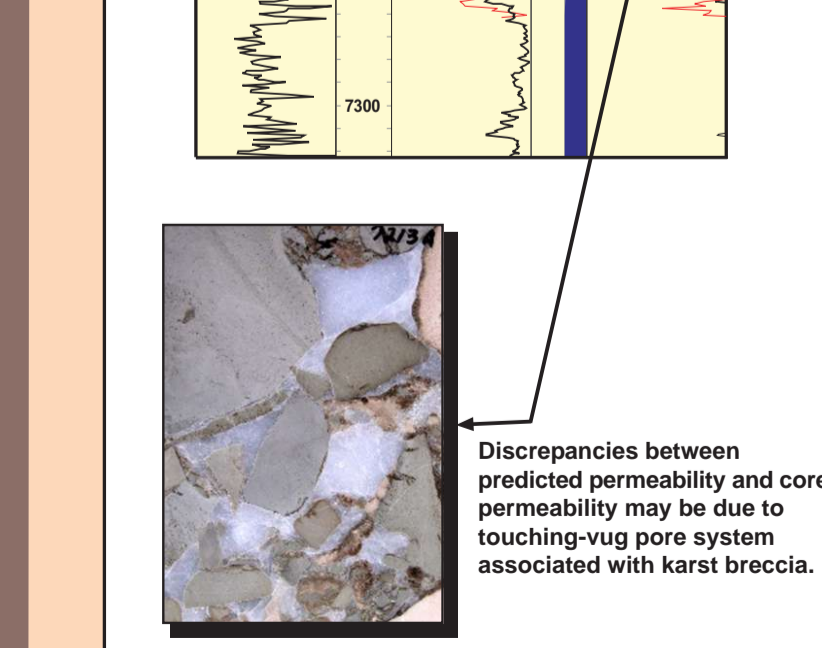 7300
7213 A
Discrepancies between
predicted permeability and core
permeability may be due to
touching-vug pore system
associated with karst breccia.